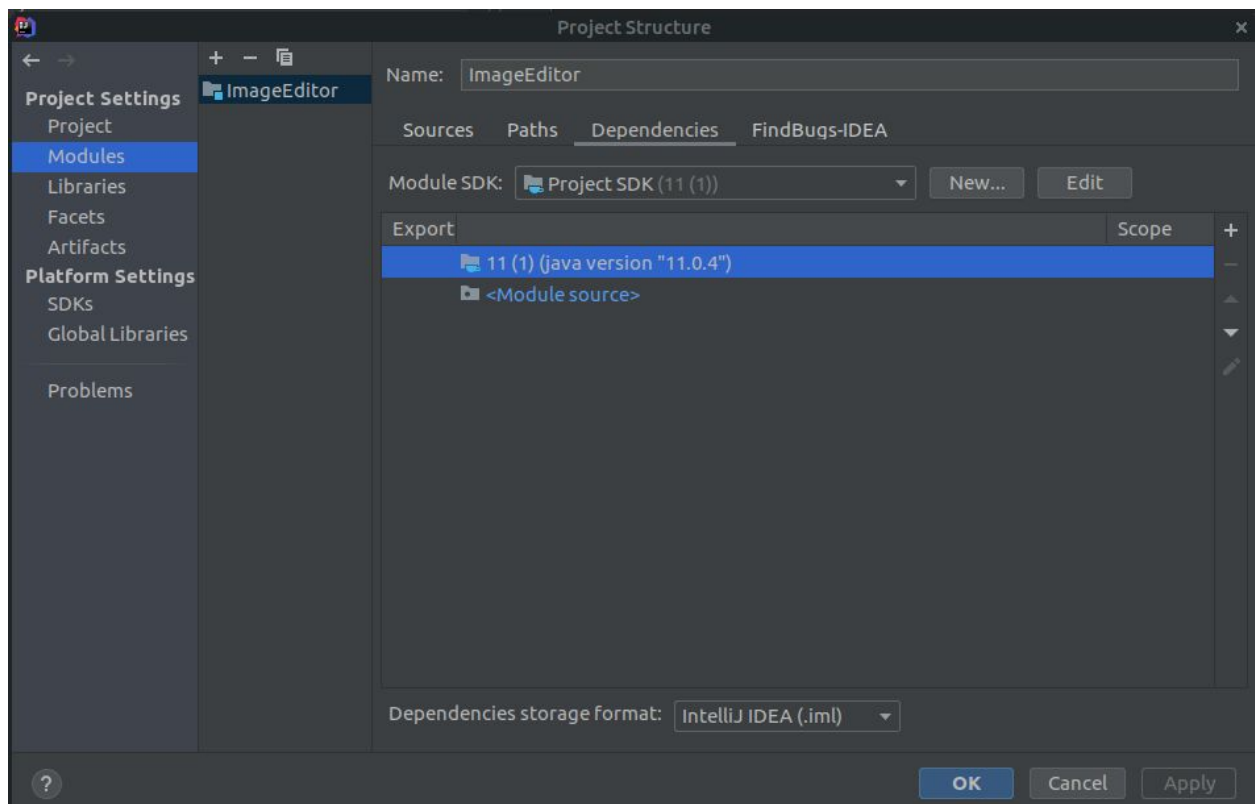 Project Structure
Project Settings
Project
Modules
Libraries
Facets
Artifacts
Platform Settings
SDKs
Global Libraries
Problems
ImageEditor
Name: ImageEditor
Sources Paths Dependencies FindBugs-IDEA
Module SDK: Project SDK (11 (1)) New... Edit
Export Scope
11 (1) (java version "11.0.4")
<Module source>
Dependencies storage format: IntelliJ IDEA (.iml)
? OK Cancel Apply